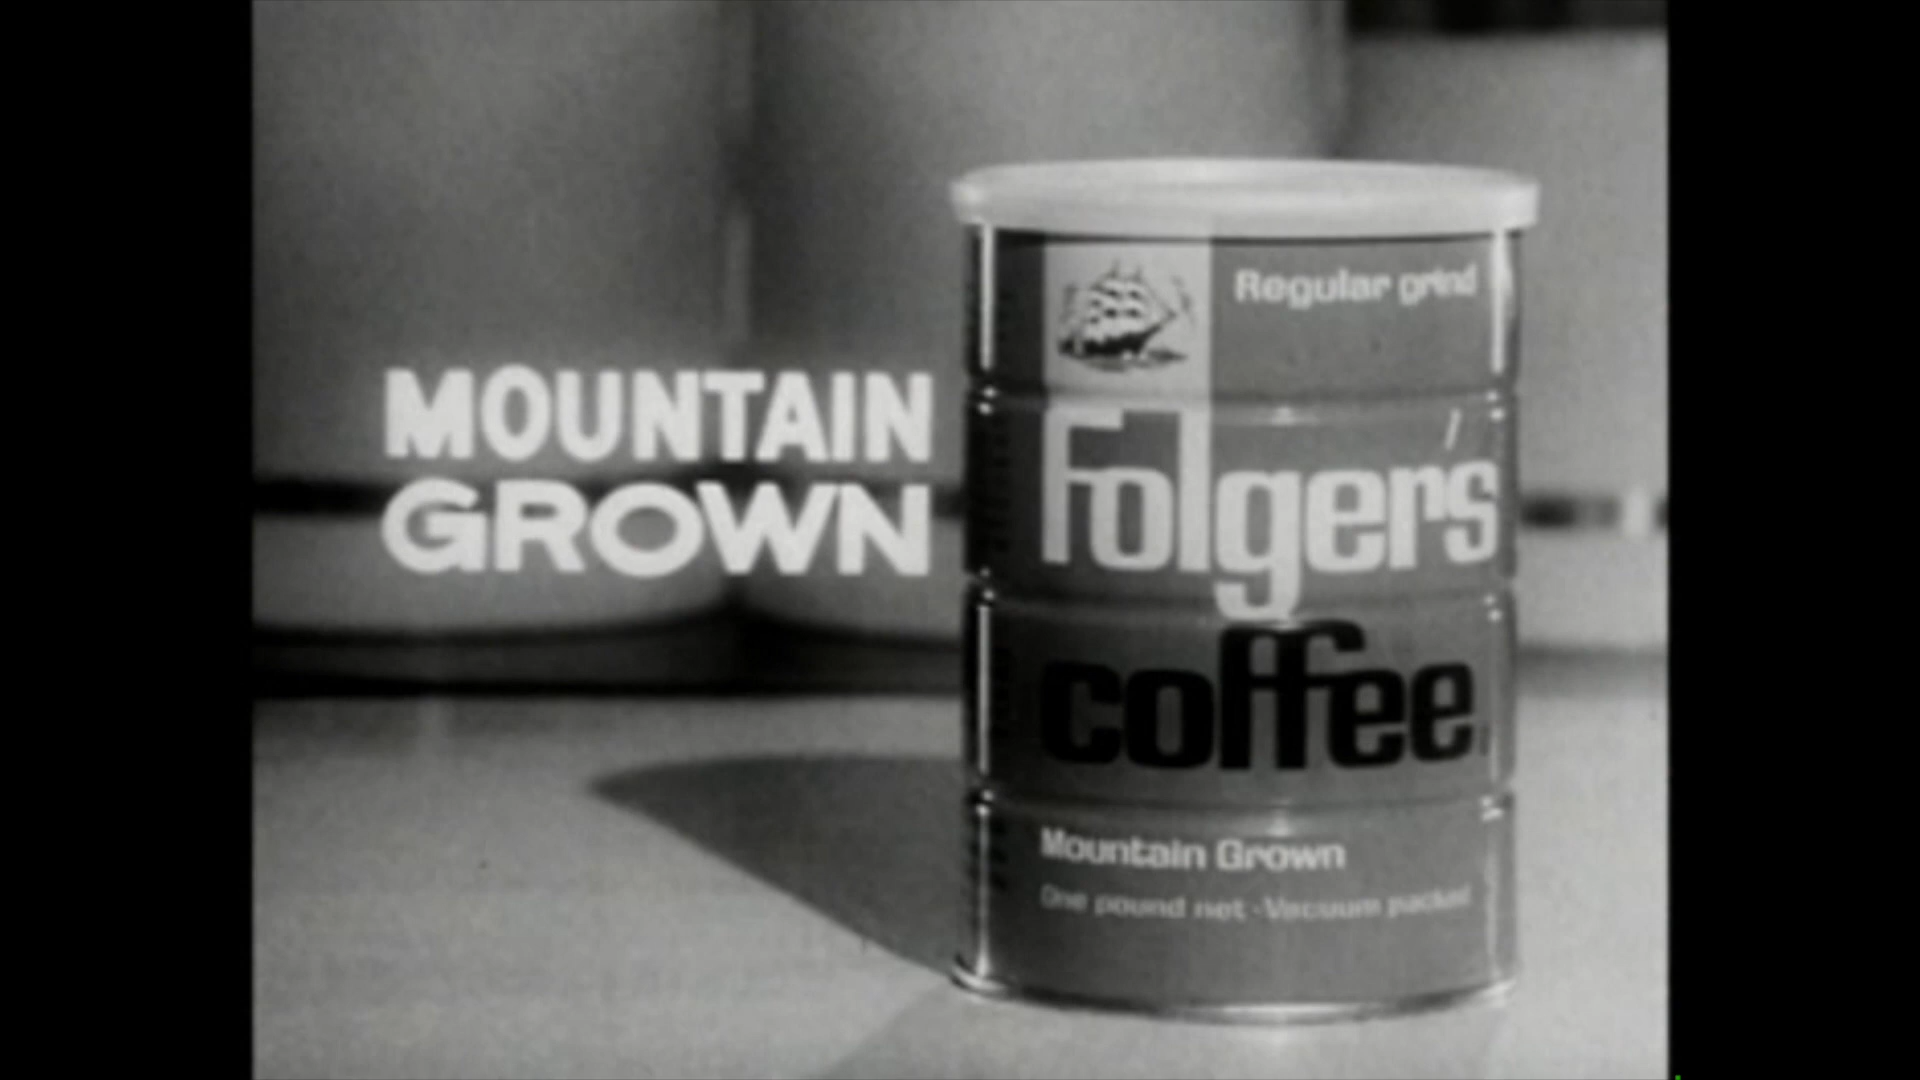 MOUNTAIN
GROWN
Regular grind
Folger's
coffee
Mountain Grown
One pound net - Vacuum packed